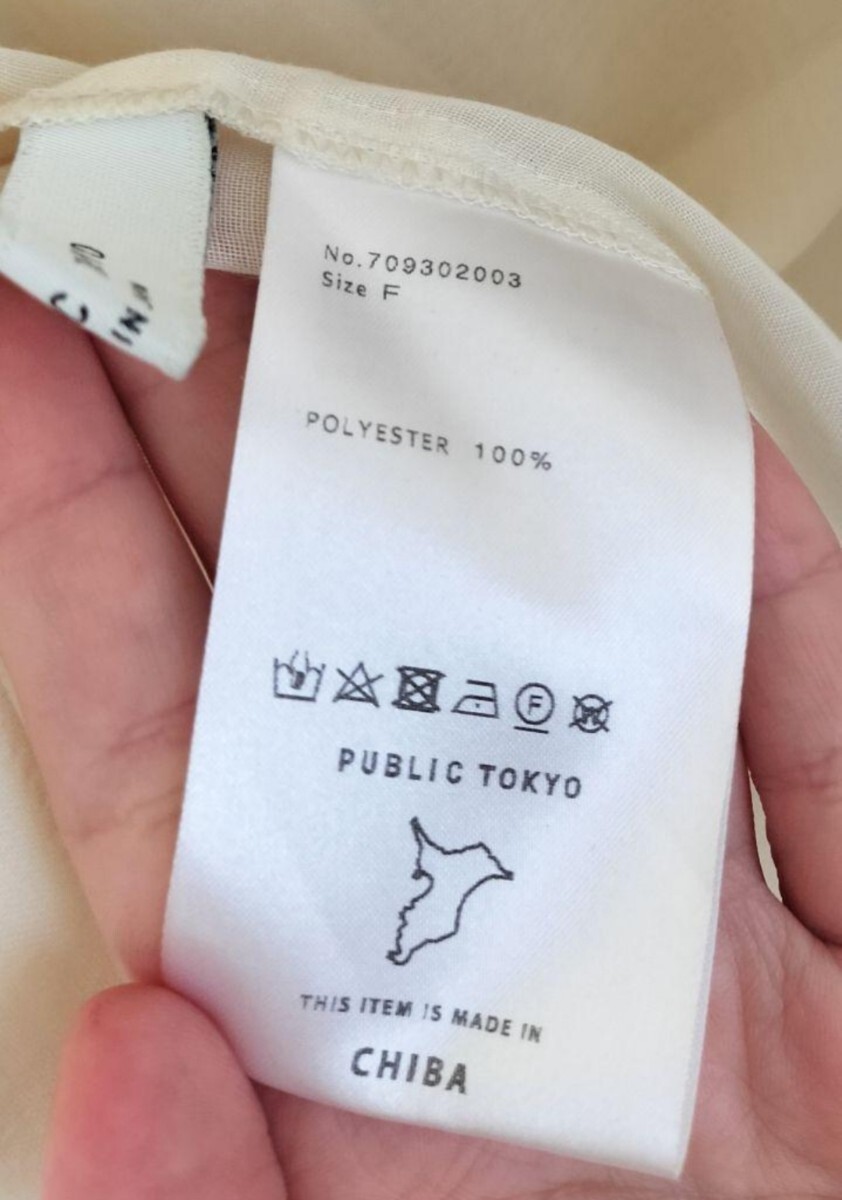 No.709302003
Size F
POLYESTER 100%
F
W
PUBLIC TOKYO
THIS ITEM IS MADE IN
CHIBA